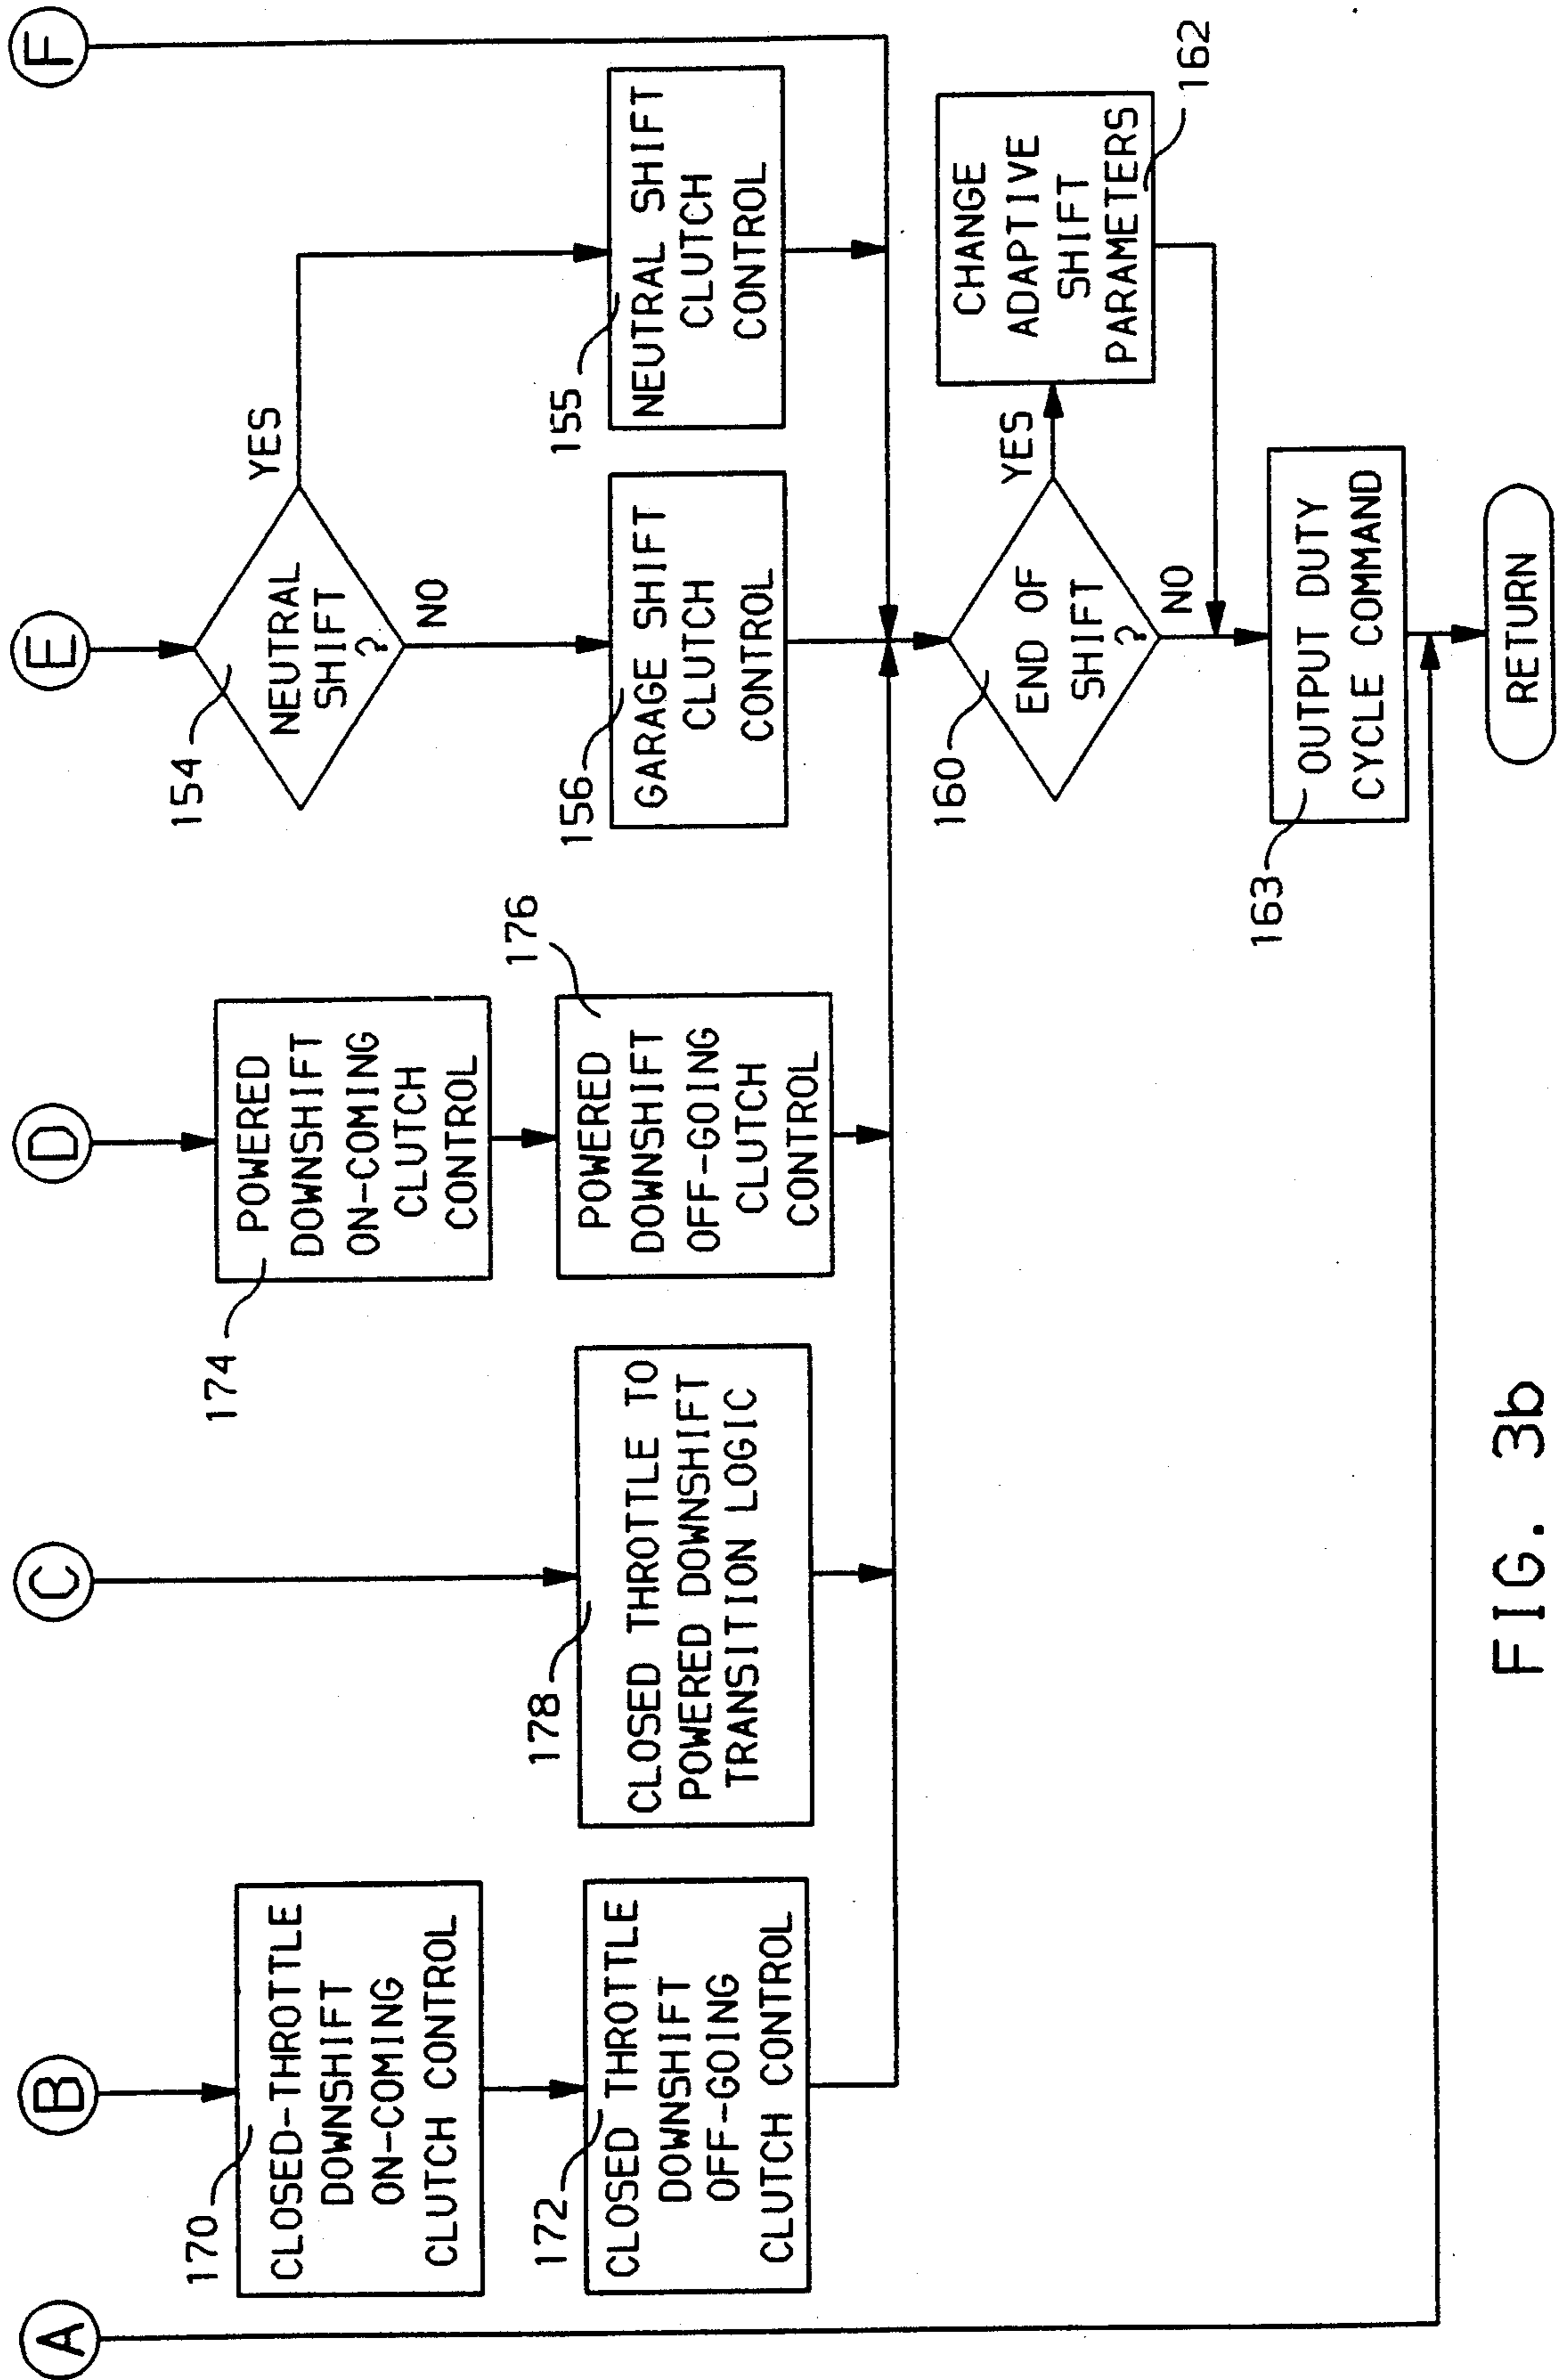 A
B
C
D
E
F
170
CLOSED-THROTTLE
DOWNSHIFT
ON-COMING
CLUTCH CONTROL
172
CLOSED THROTTLE
DOWNSHIFT
OFF-GOING
CLUTCH CONTROL
178
CLOSED THROTTLE TO
POWERED DOWNSHIFT
TRANSITION LOGIC
174
POWERED
DOWNSHIFT
ON-COMING
CLUTCH
CONTROL
176
POWERED
DOWNSHIFT
OFF-GOING
CLUTCH
CONTROL
154
NEUTRAL
SHIFT
?
YES
NO
156
GARAGE SHIFT
CLUTCH
CONTROL
155
NEUTRAL SHIFT
CLUTCH
CONTROL
160
END OF
SHIFT
?
YES
NO
CHANGE
ADAPTIVE
SHIFT
PARAMETERS
162
163
OUTPUT DUTY
CYCLE COMMAND
RETURN
FIG. 3b